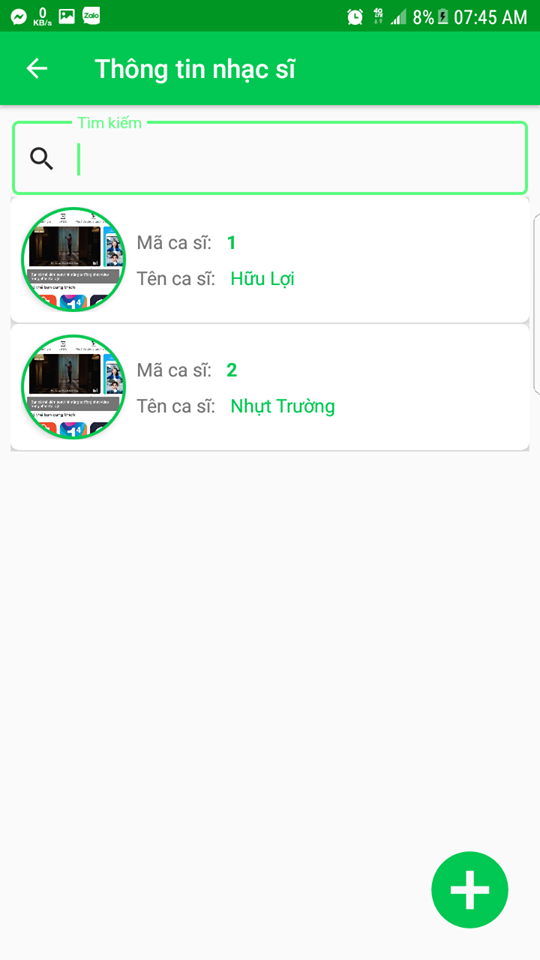 0
KB/s
Zalo
4G
8%
07:45 AM
Thông tin nhạc sĩ
Tìm kiếm
Mã ca sĩ: 1
Tên ca sĩ: Hữu Lợi
Mã ca sĩ: 2
Tên ca sĩ: Nhựt Trường